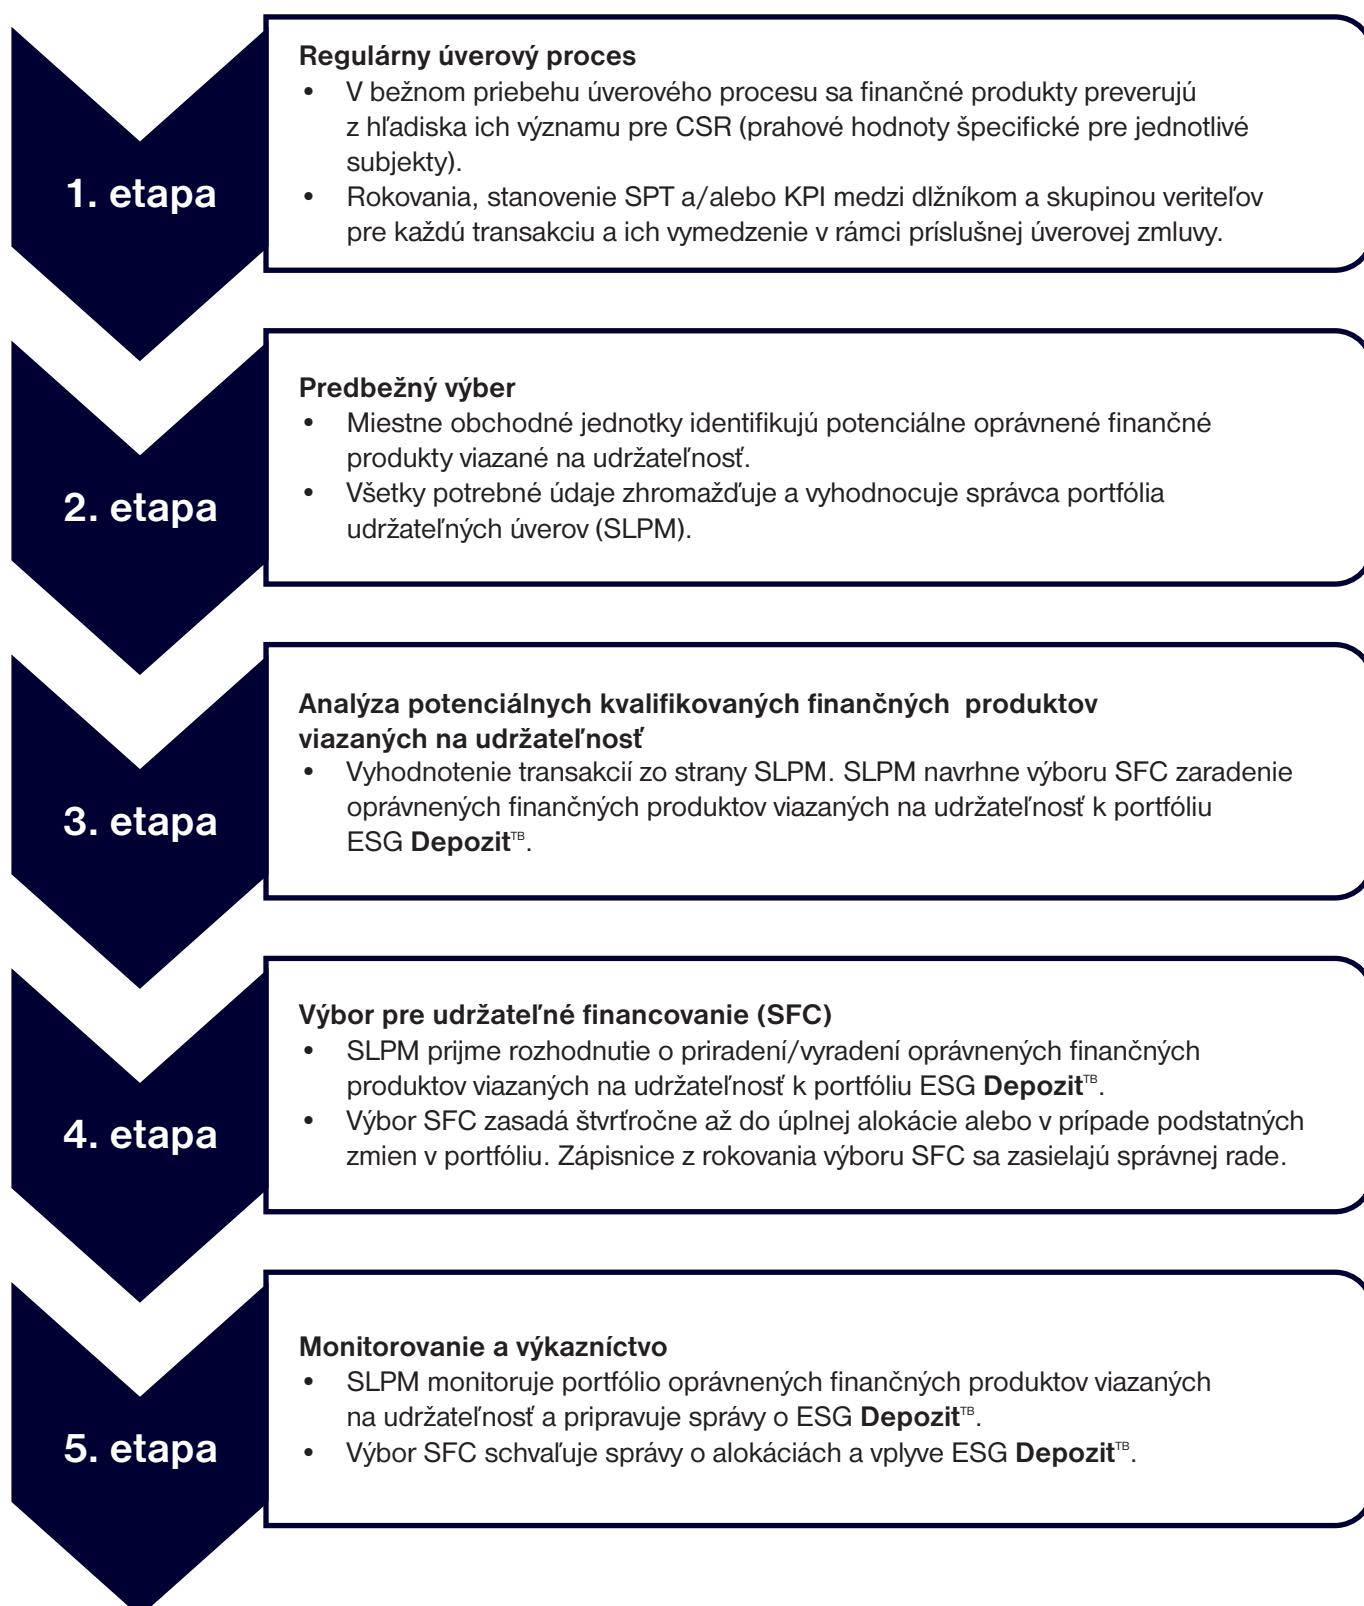 1. etapa
Regulárny úverový proces
• V bežnom priebehu úverového procesu sa finančné produkty preverujú
z hľadiska ich významu pre CSR (prahové hodnoty špecifické pre jednotlivé
subjekty).
• Rokovania, stanovenie SPT a/alebo KPI medzi dlžníkom a skupinou veriteľov
pre každú transakciu a ich vymedzenie v rámci príslušnej úverovej zmluvy.
2. etapa
Predbežný výber
• Miestne obchodné jednotky identifikujú potenciálne oprávnené finančné
produkty viazané na udržateľnosť.
• Všetky potrebné údaje zhromažďuje a vyhodnocuje správca portfólia
udržateľných úverov (SLPM).
3. etapa
Analýza potenciálnych kvalifikovaných finančných produktov
viazaných na udržateľnosť
• Vyhodnotenie transakcií zo strany SLPM. SLPM navrhne výboru SFC zaradenie
oprávnených finančných produktov viazaných na udržateľnosť k portfóliu
ESG Depozit™ᴮ.
4. etapa
Výbor pre udržateľné financovanie (SFC)
• SLPM prijme rozhodnutie o priradení/vyradení oprávnených finančných
produktov viazaných na udržateľnosť k portfóliu ESG Depozitᵀᴮ.
• Výbor SFC zasadá štvrťročne až do úplnej alokácie alebo v prípade podstatných
zmien v portfóliu. Zápisnice z rokovania výboru SFC sa zasielajú správnej rade.
5. etapa
Monitorovanie a výkazníctvo
• SLPM monitoruje portfólio oprávnených finančných produktov viazaných
na udržateľnosť a pripravuje správy o ESG Depozitᵀᴮ.
• Výbor SFC schvaľuje správy o alokáciách a vplyve ESG Depozitᵀᴮ.